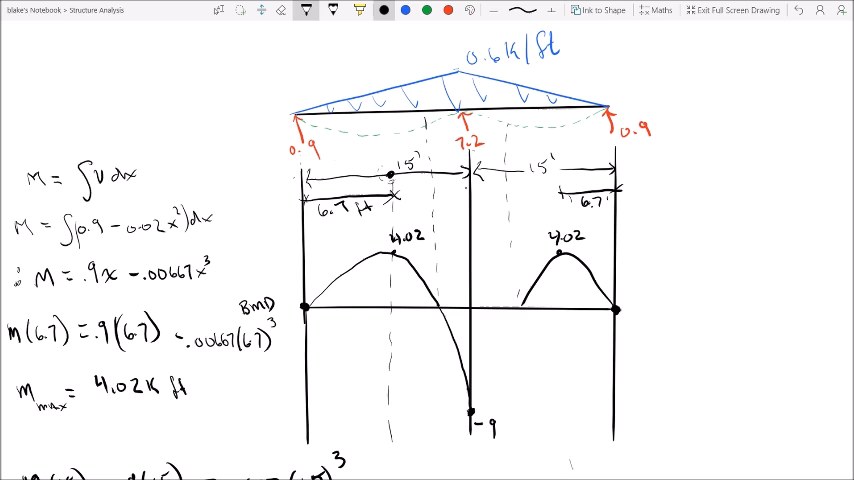 blake's Notebook > Structure Analysis
Ink to Shape
Maths
Exit Full Screen Drawing
0.6K/ft
0.9
7.2
0.9
15'
15'
6.7 ft
6.7'
M = ∫V dx
M = ∫(0.9 - 0.02x²)dx
∴ M = .9x - .00667x³
M(6.7) = .9(6.7) - .00667(6.7)³
M max = 4.02K ft
BMD
4.02
4.02
-9